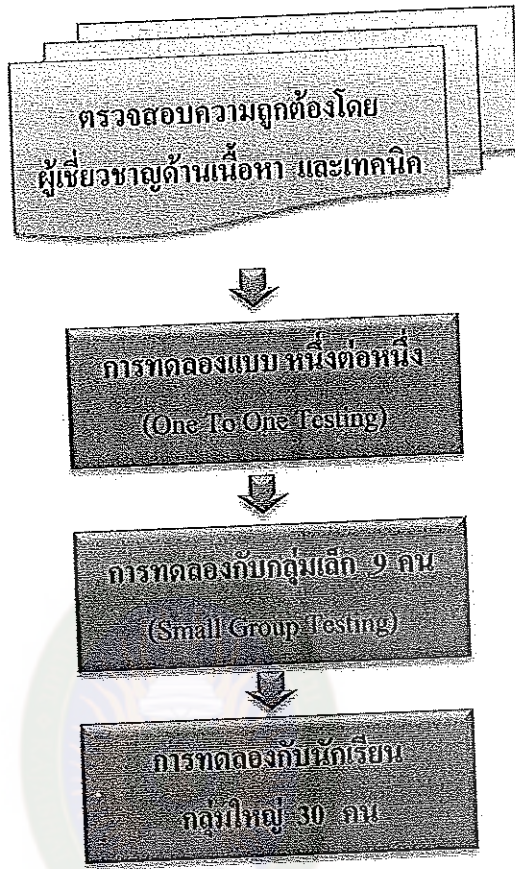 ตรวจสอบความถูกต้องโดย
ผู้เชี่ยวชาญด้านเนื้อหา และเทคนิค
การทดลองแบบ หนึ่งต่อหนึ่ง
(One To One Testing)
การทดลองกับกลุ่มเล็ก 9 คน
(Small Group Testing)
การทดลองกับนักเรียน
กลุ่มใหญ่ 30 คน